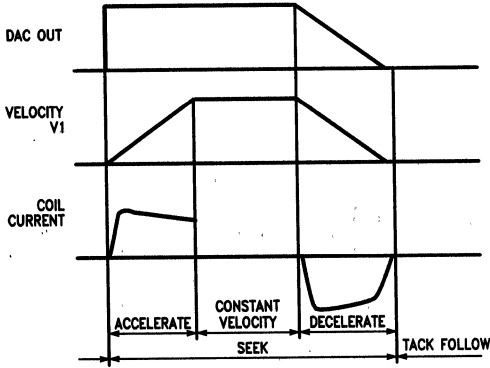 DAC OUT
VELOCITY
V1
COIL
CURRENT
ACCELERATE
CONSTANT
VELOCITY
DECELERATE
SEEK
TACK FOLLOW